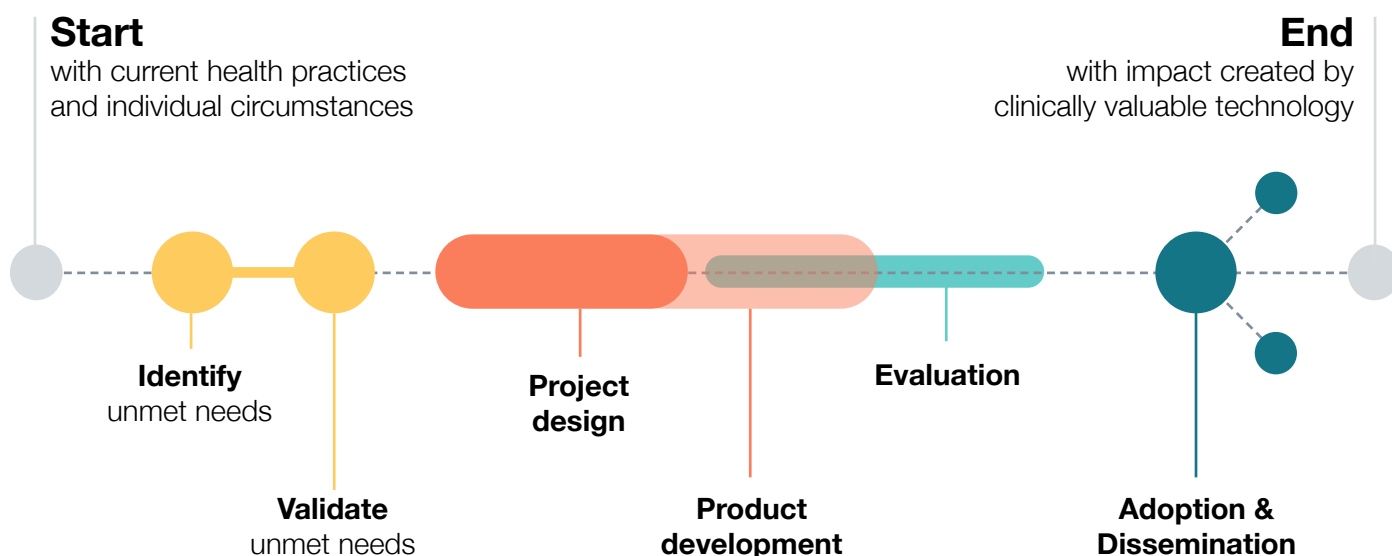 Start
with current health practices
and individual circumstances
End
with impact created by
clinically valuable technology
Identify
unmet needs
Validate
unmet needs
Project
design
Product
development
Evaluation
Adoption &
Dissemination